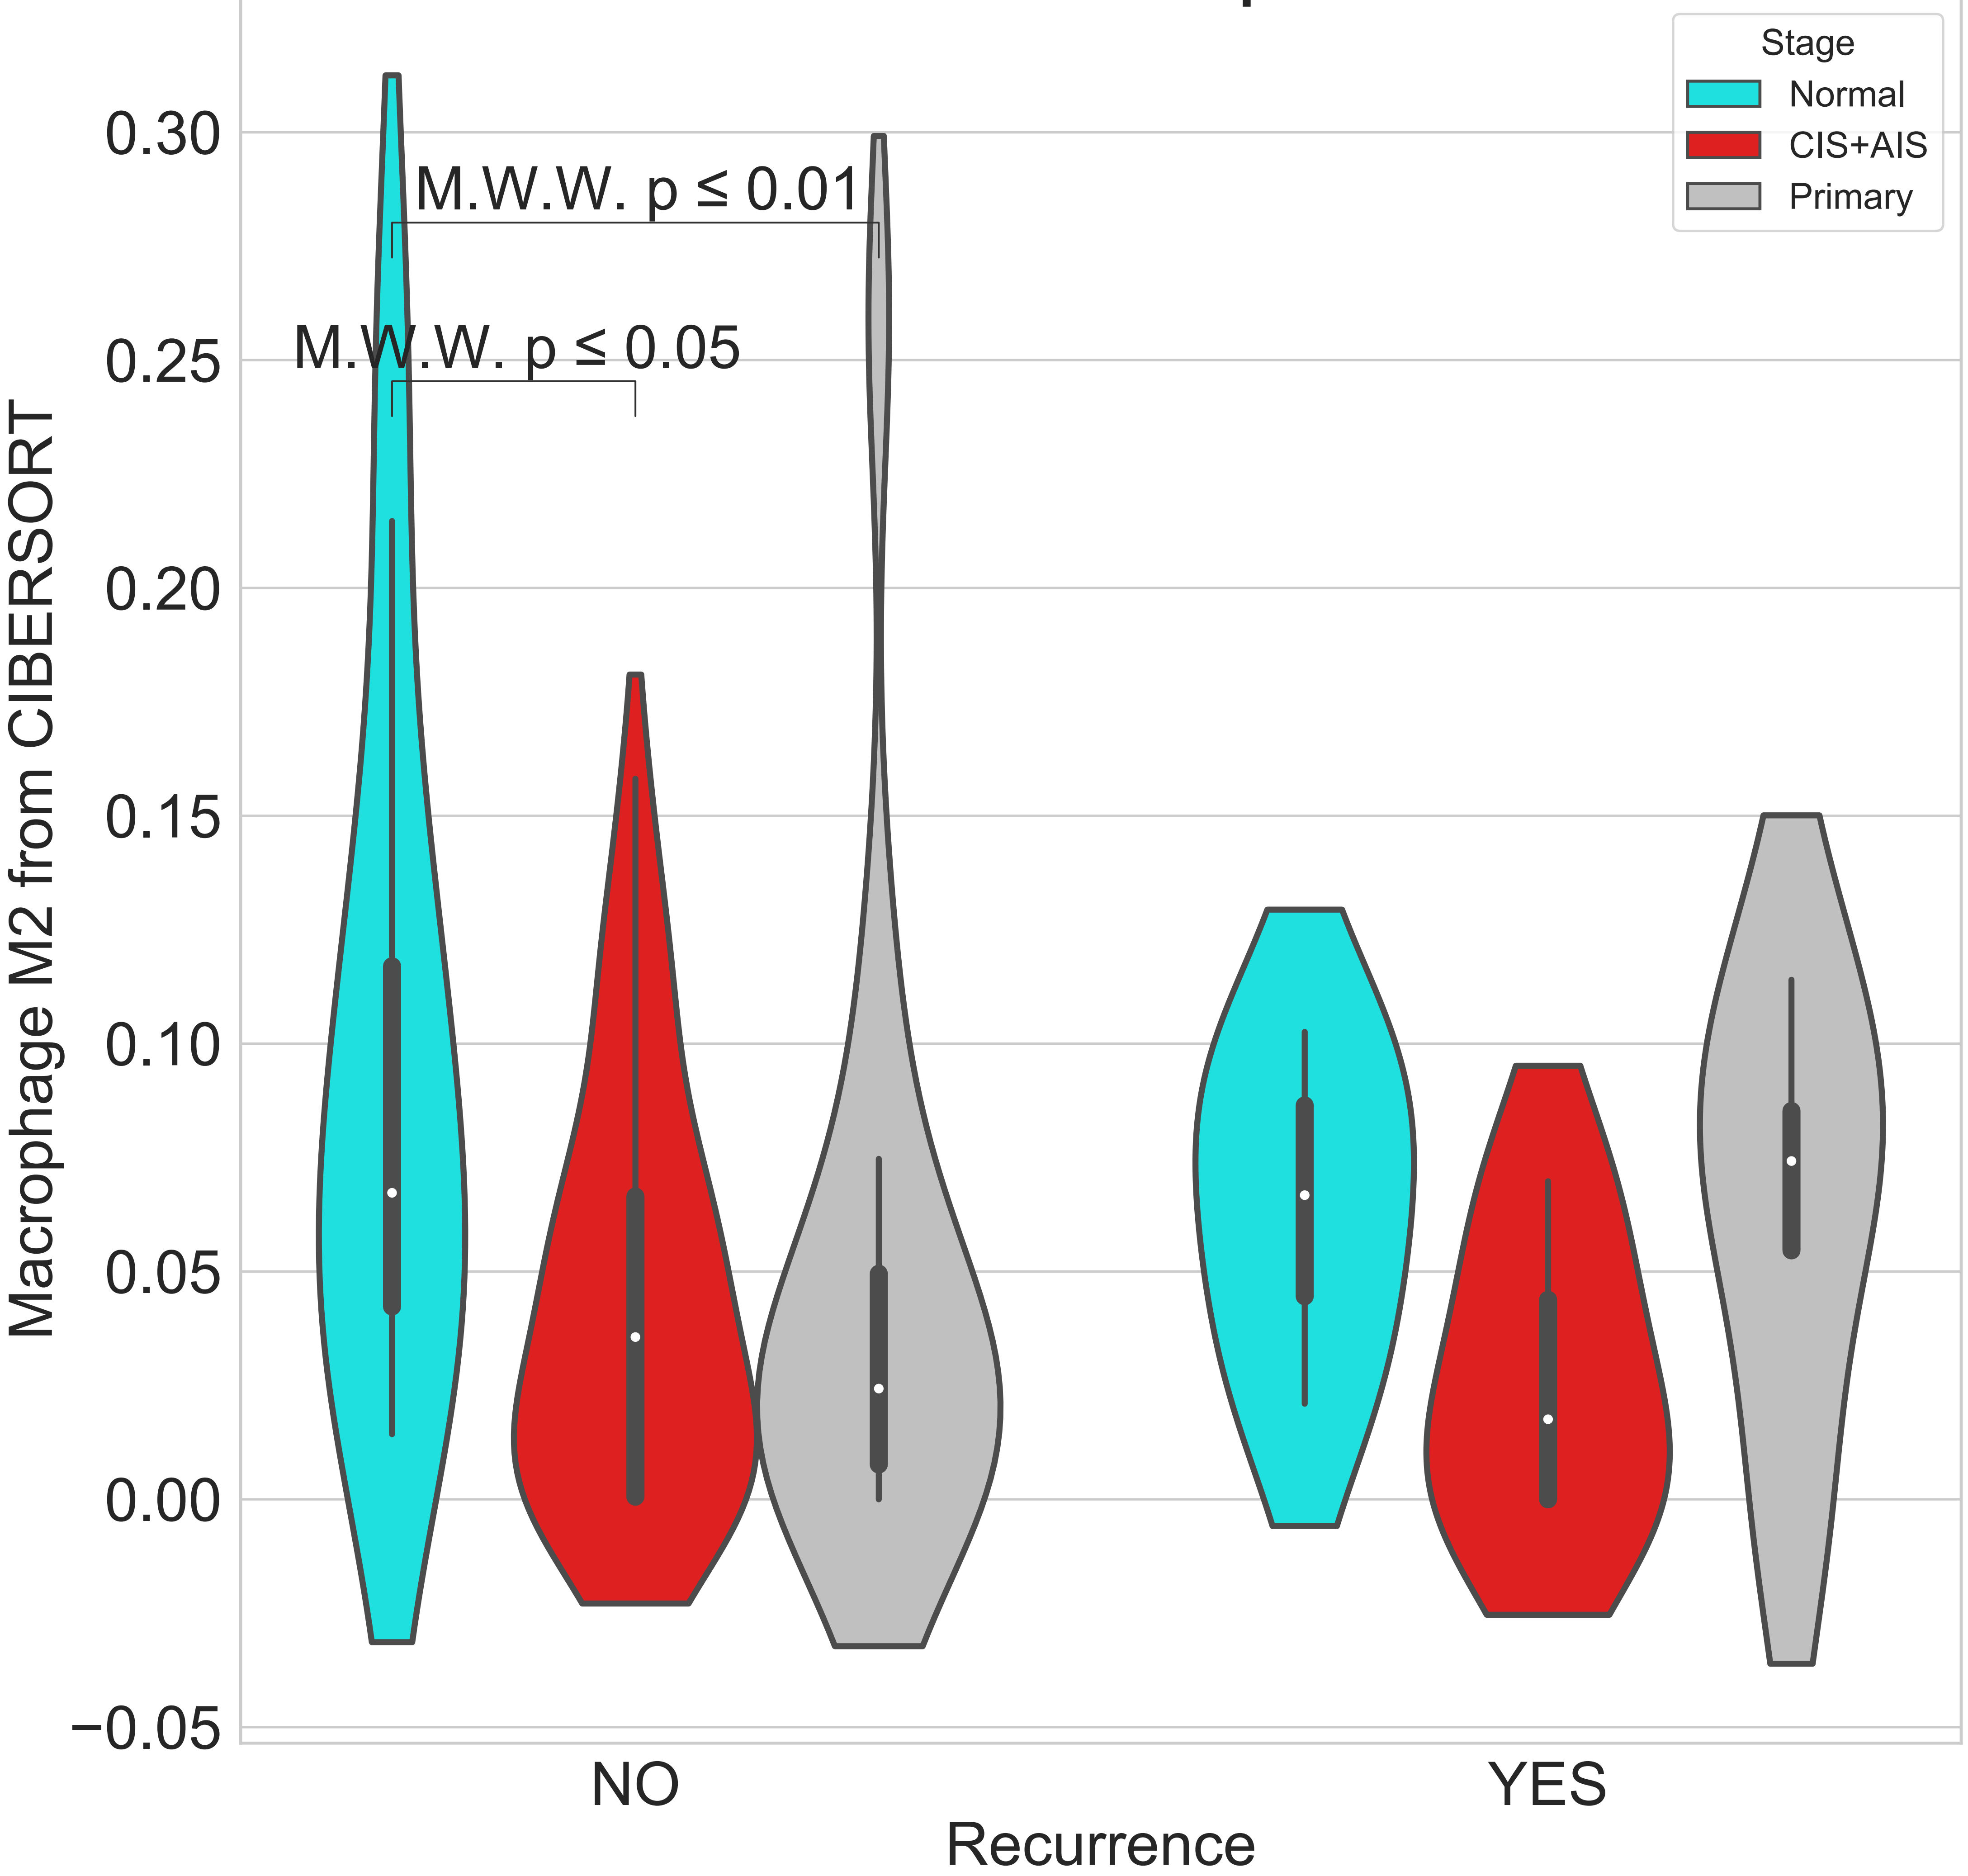 Stage
Normal
CIS+AIS
Primary
0.30
0.25
0.20
0.15
0.10
0.05
0.00
−0.05
Macrophage M2 from CIBERSORT
M.W.W. p ≤ 0.01
M.W.W. p ≤ 0.05
NO
YES
Recurrence